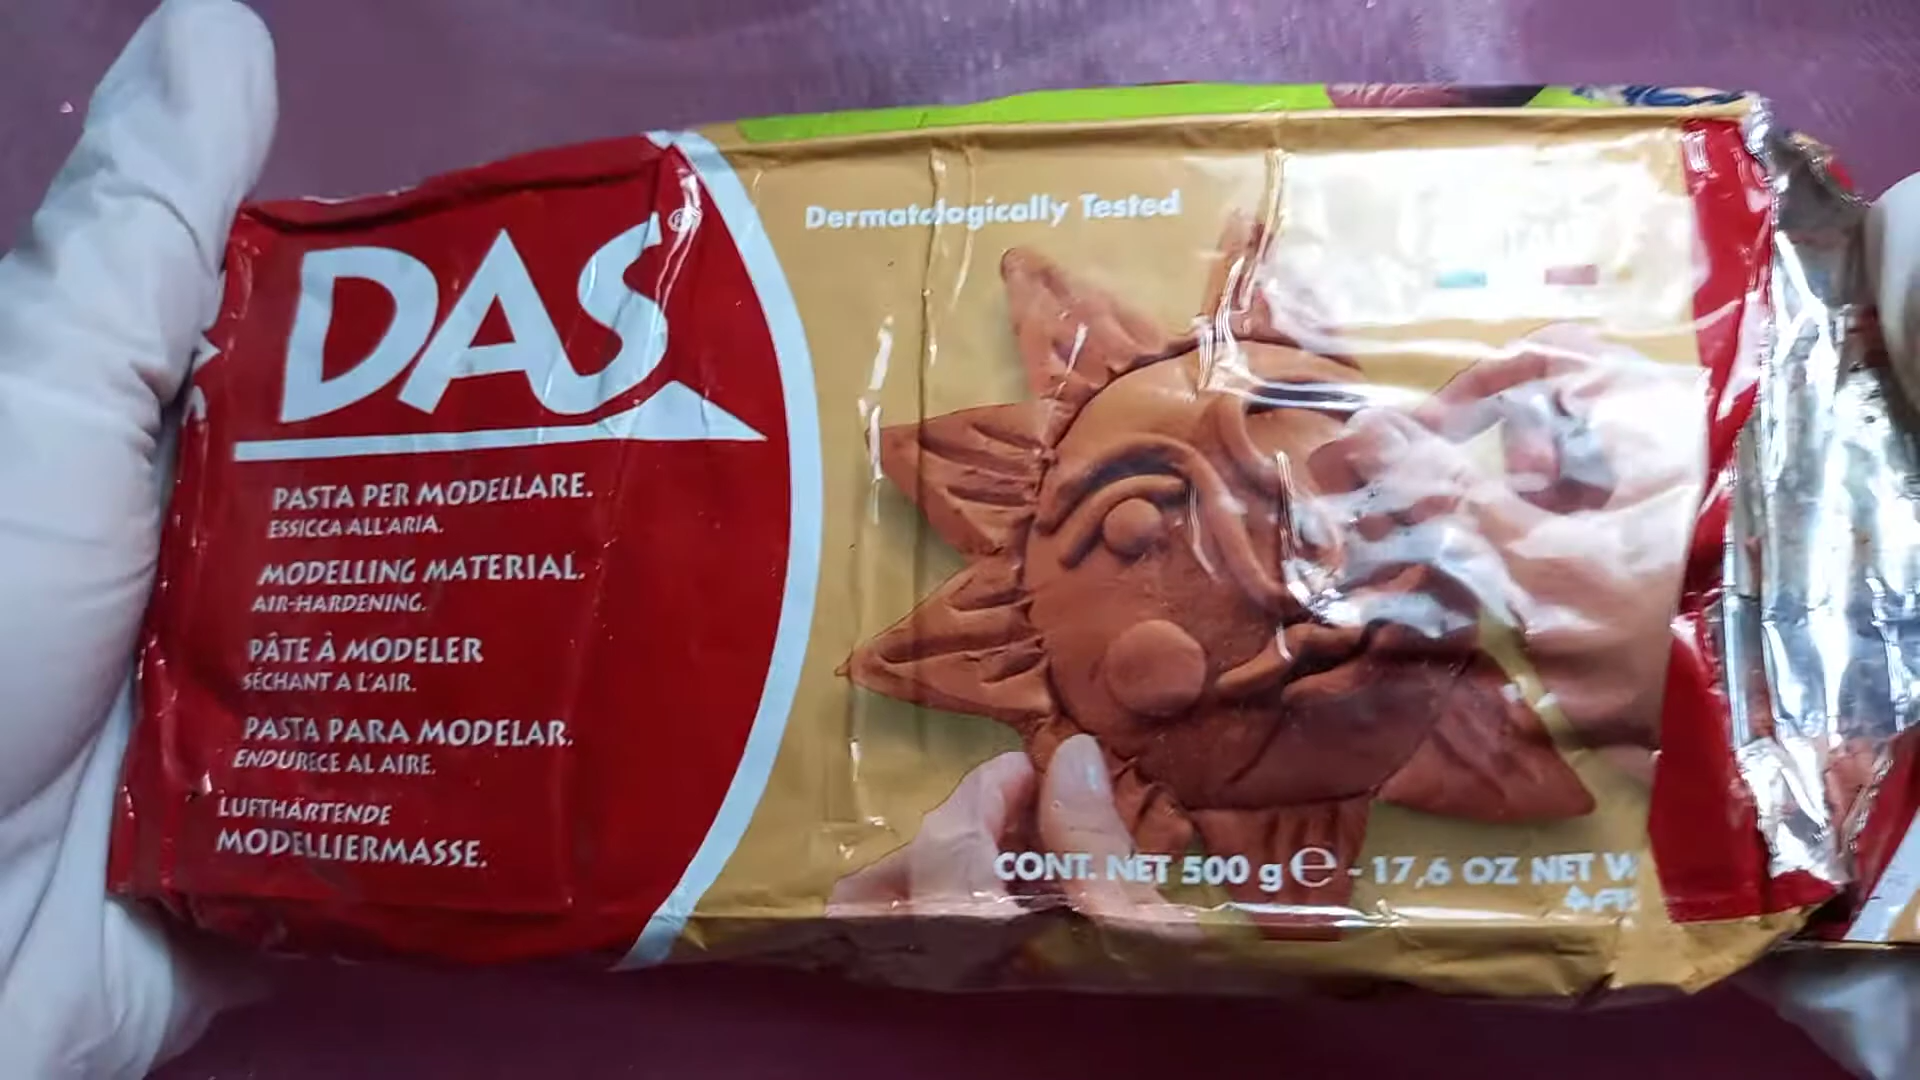 DAS®
PASTA PER MODELLARE.
ESSICCA ALL'ARIA.
MODELLING MATERIAL.
AIR-HARDENING.
PÂTE À MODELER
SÉCHANT A L'AIR.
PASTA PARA MODELAR.
ENDURECE AL AIRE.
LUFTHÄRTENDE
MODELLIERMASSE.
Dermatologically Tested
CONT. NET 500 g ℮ - 17,6 OZ NET W